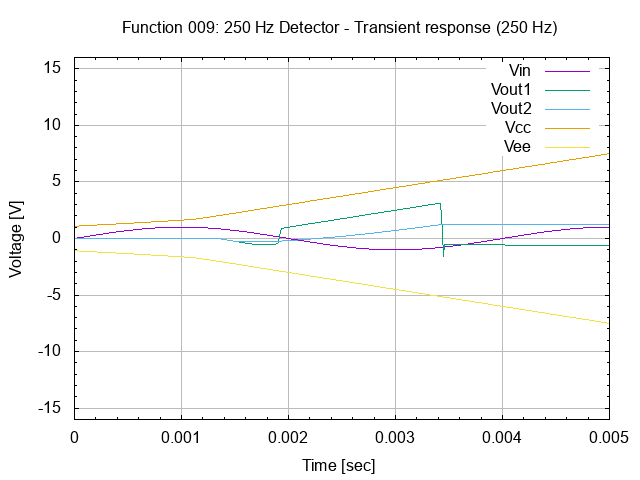 Function 009: 250 Hz Detector - Transient response (250 Hz)
Vin
Vout1
Vout2
Vcc
Vee
15
10
5
0
-5
-10
-15
Voltage [V]
0 0.001 0.002 0.003 0.004 0.005
Time [sec]